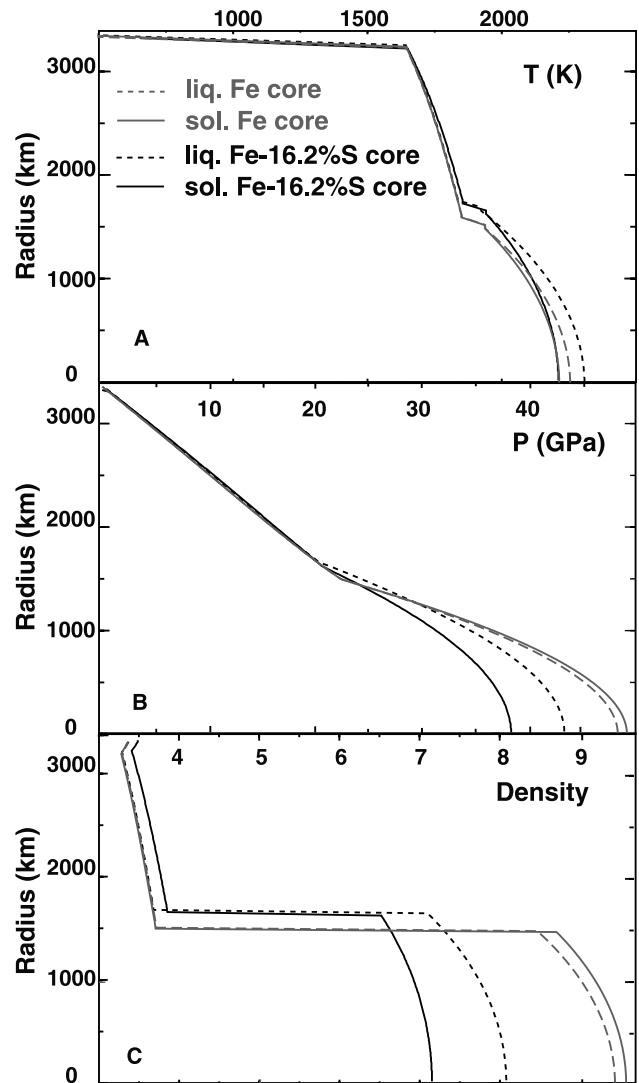 1000 1500 2000
3000
T (K)
liq. Fe core
sol. Fe core
liq. Fe-16.2%S core
sol. Fe-16.2%S core
2000
Radius (km)
1000
A
0
10 20 30 40
3000
P (GPa)
2000
Radius (km)
1000
B
0
4 5 6 7 8 9
3000
Density
2000
Radius (km)
1000
C
0